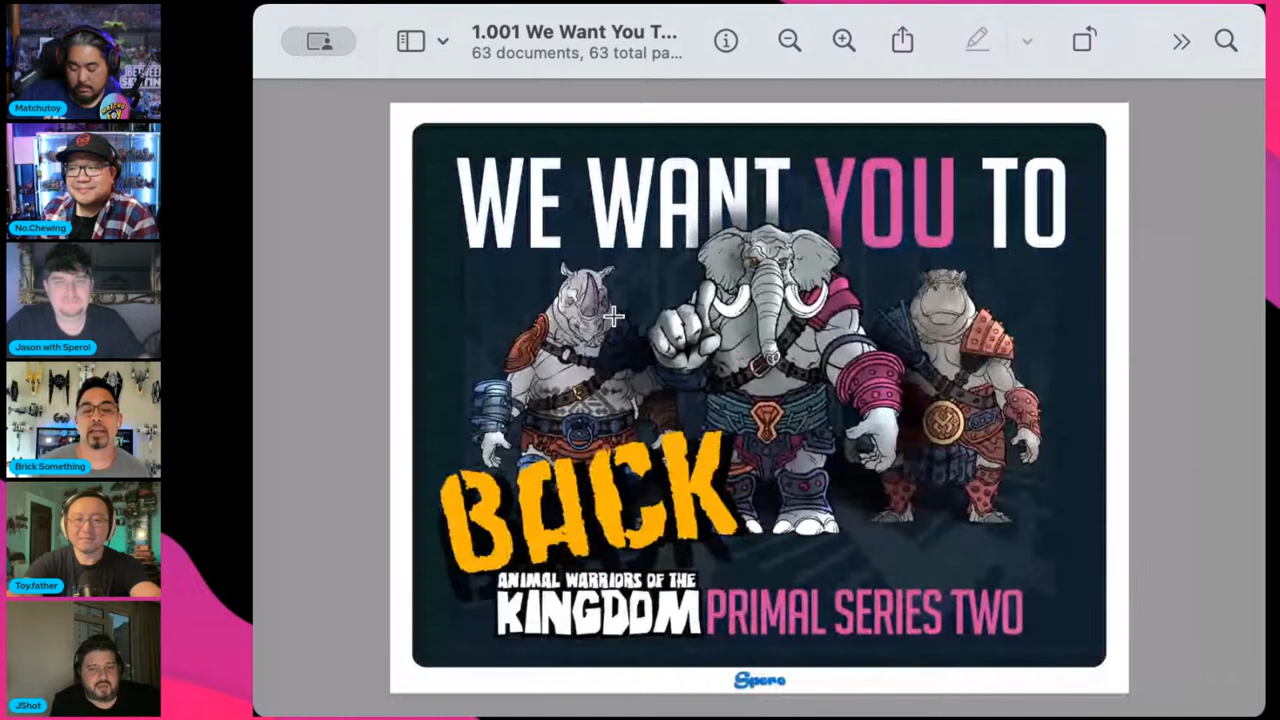 Matchutoy
No.Chewing
Jason with Spero!
Brick Something
Toy.father
JShot
1.001 We Want You T...
63 documents, 63 total pa...
WE WANT YOU TO
BACK
ANIMAL WARRIORS OF THE
KINGDOM PRIMAL SERIES TWO
Spero